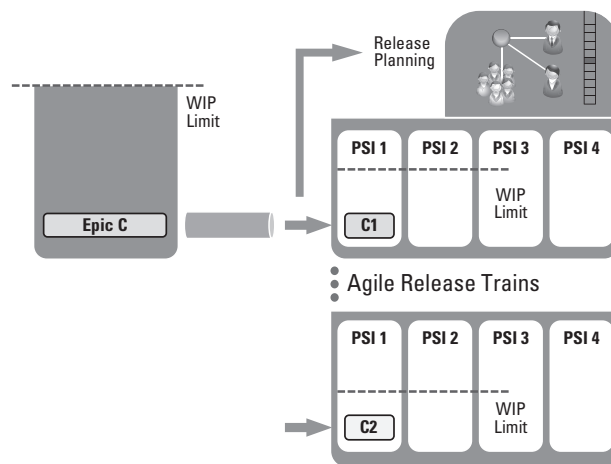 Release
Planning
WIP
Limit
PSI 1 PSI 2 PSI 3 PSI 4
WIP
Limit
Epic C
C1
Agile Release Trains
PSI 1 PSI 2 PSI 3 PSI 4
WIP
Limit
C2